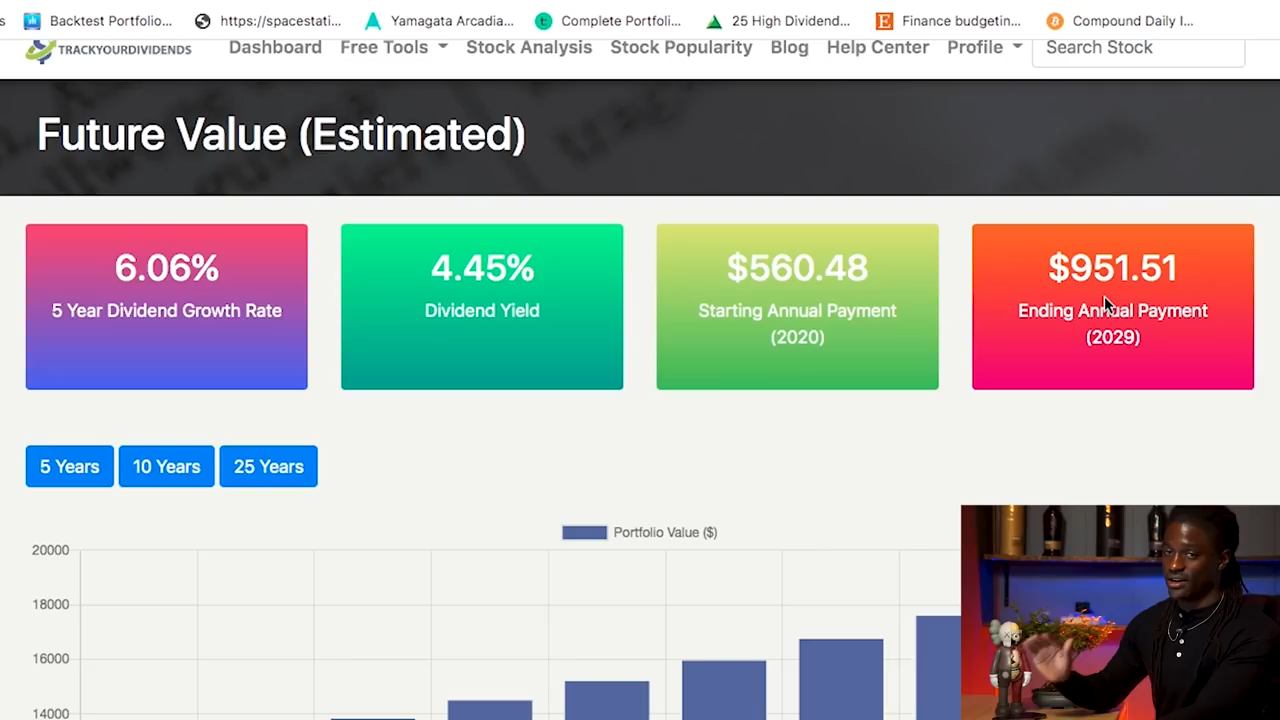 s Backtest Portfolio... https://spacestati... Yamagata Arcadia... Complete Portfoli... 25 High Dividend... Finance budgetin... Compound Daily I...
TRACKYOURDIVIDENDS Dashboard Free Tools Stock Analysis Stock Popularity Blog Help Center Profile Search Stock
Future Value (Estimated)
6.06%
5 Year Dividend Growth Rate
4.45%
Dividend Yield
$560.48
Starting Annual Payment
(2020)
$951.51
Ending Annual Payment
(2029)
5 Years 10 Years 25 Years
Portfolio Value ($)
20000
18000
16000
14000